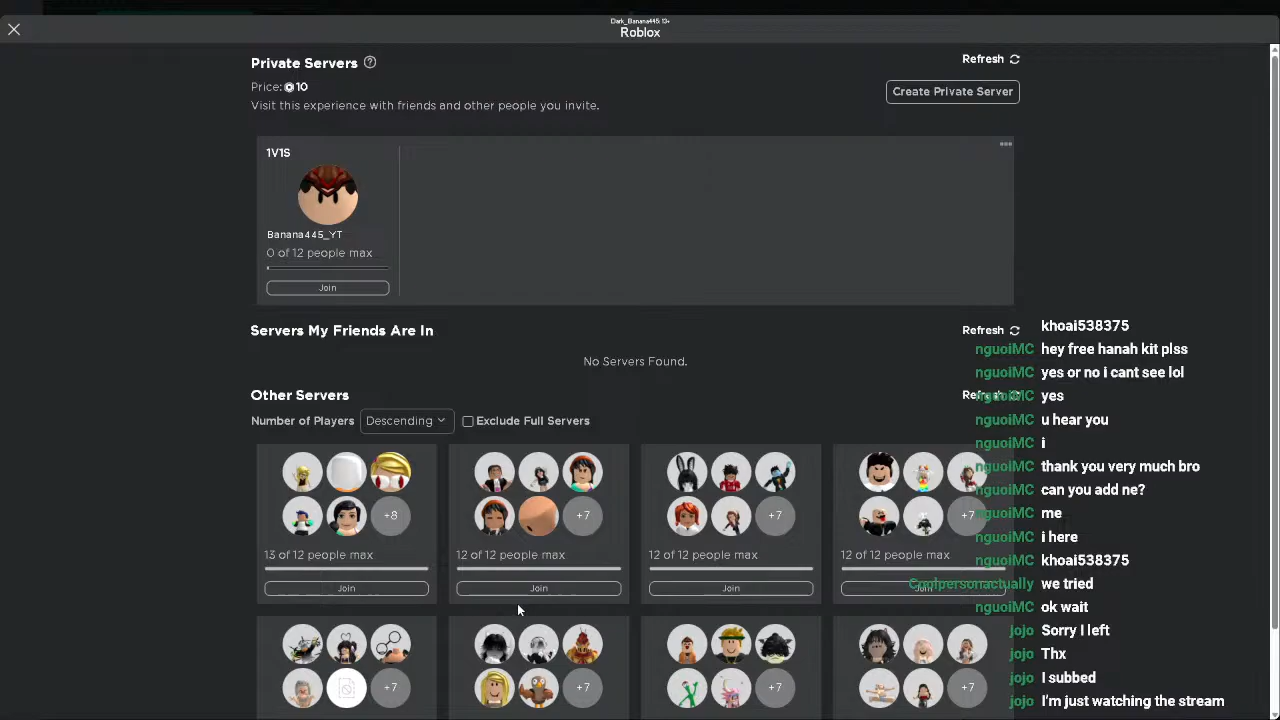 Dark_Banana445: 13+
Roblox
Private Servers
Refresh
Price: 10
Create Private Server
Visit this experience with friends and other people you invite.
1V1S
Banana445_YT
0 of 12 people max
Join
Servers My Friends Are In
Refresh
No Servers Found.
Other Servers
Number of Players
Descending
Exclude Full Servers
+8
+7
+7
+7
13 of 12 people max
12 of 12 people max
12 of 12 people max
12 of 12 people max
Join
Join
Join
Join
+7
+7
+7
+7
khoai538375
nguoiMC hey free hanah kit plss
nguoiMC yes or no i cant see lol
nguoiMC yes
nguoiMC u hear you
nguoiMC i
nguoiMC thank you very much bro
nguoiMC can you add ne?
nguoiMC me
nguoiMC i here
nguoiMC khoai538375
Coolpersonactually we tried
nguoiMC ok wait
jojo Sorry I left
jojo Thx
jojo I subbed
jojo I'm just watching the stream